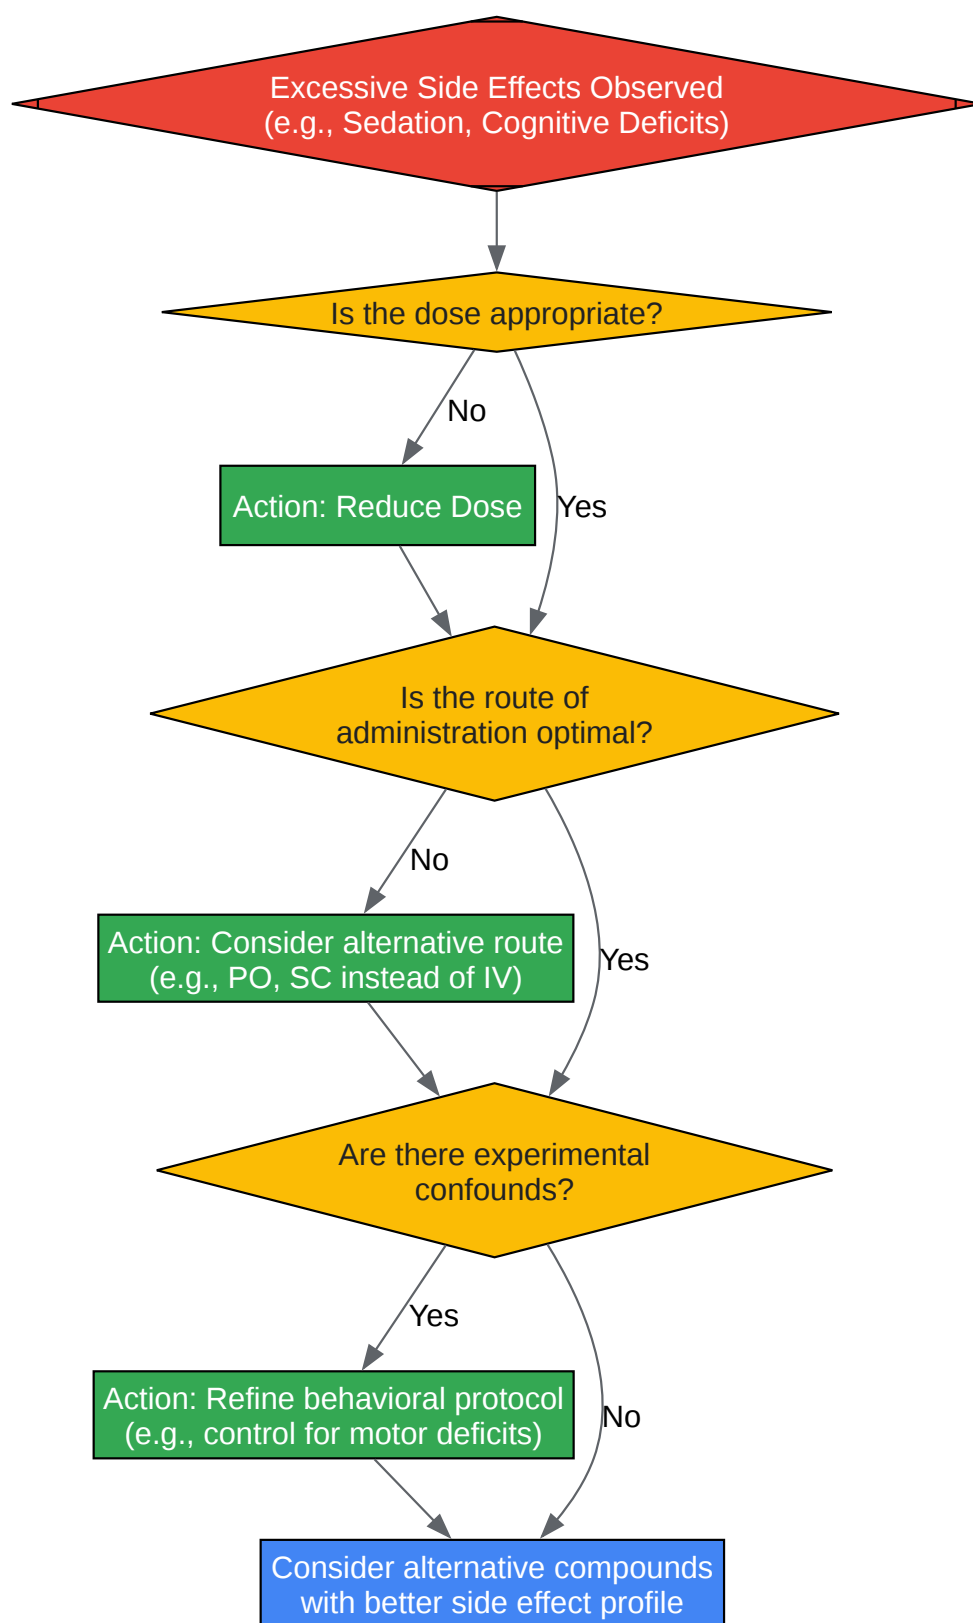 Excessive Side Effects Observed
(e.g., Sedation, Cognitive Deficits)
Is the dose appropriate?
No
Action: Reduce Dose
Yes
Is the route of
administration optimal?
No
Action: Consider alternative route
(e.g., PO, SC instead of IV)
Yes
Are there experimental
confounds?
Yes
Action: Refine behavioral protocol
(e.g., control for motor deficits)
No
Consider alternative compounds
with better side effect profile